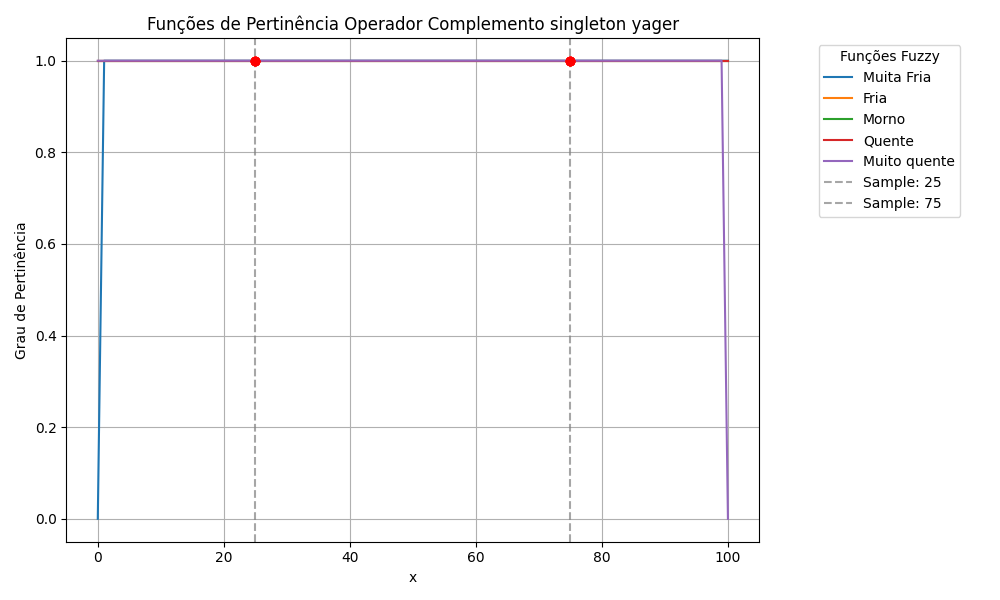 Funções de Pertinência Operador Complemento singleton yager
Grau de Pertinência
1.0
0.8
0.6
0.4
0.2
0.0
0 20 40 60 80 100
x
Funções Fuzzy
Muita Fria
Fria
Morno
Quente
Muito quente
Sample: 25
Sample: 75